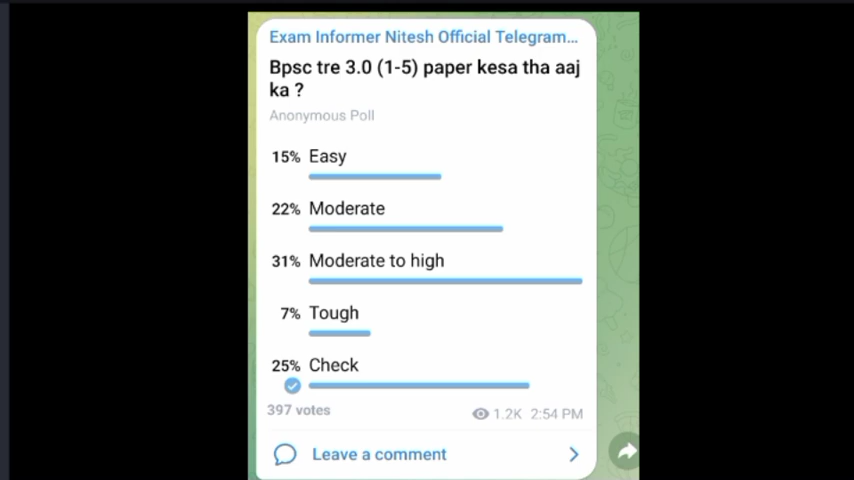 Exam Informer Nitesh Official Telegram...
Bpsc tre 3.0 (1-5) paper kesa tha aaj
ka ?
Anonymous Poll
15% Easy
22% Moderate
31% Moderate to high
7% Tough
25% Check
397 votes
1.2K 2:54 PM
Leave a comment